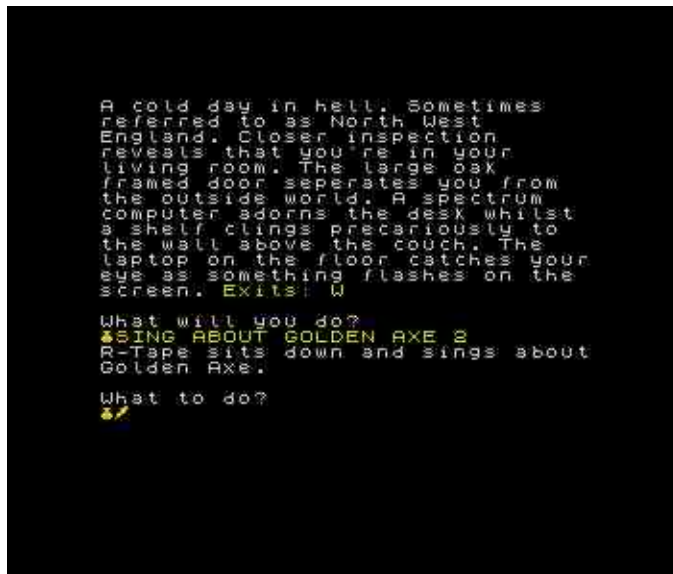 A cold day in hell. Sometimes
referred to as North West
England. Closer inspection
reveals that you're in your
living room. The large oak
framed door seperates you from
the outside world. A spectrum
computer adorns the desk whilst
a shelf clings precariously to
the wall above the couch. The
laptop on the floor catches your
eye as something flashes on the
screen. Exits: W
What will you do?
SING ABOUT GOLDEN AXE 2
R-Tape sits down and sings about
Golden Axe.
What to do?